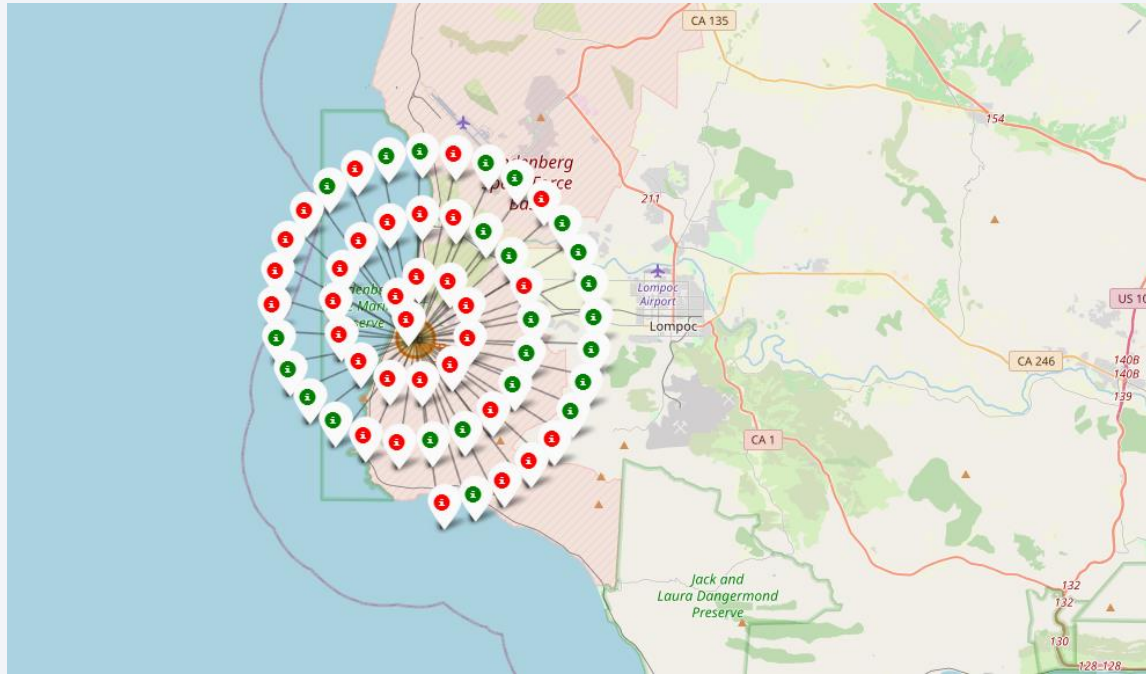 CA 135
154
211
Lompoc
Airport
Lompoc
US 10
CA 246
140B
140B
139
CA 1
Jack and
Laura Dangermond
Preserve
132
132
130
128-128